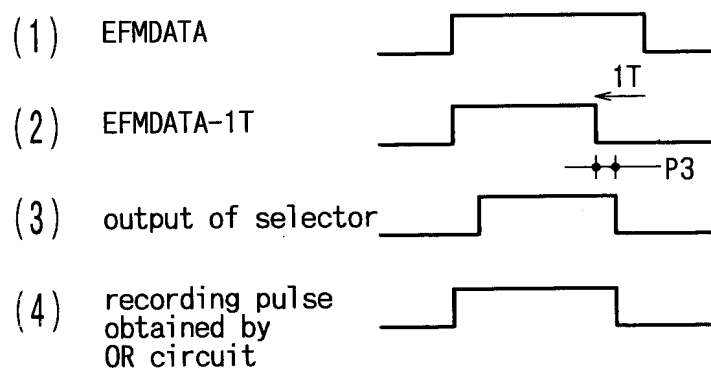 (1) EFMDATA
1T
(2) EFMDATA-1T
P3
(3) output of selector
(4) recording pulse
obtained by
OR circuit